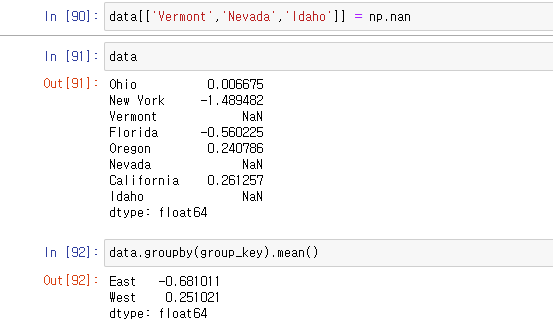 In [90]: data[['Vermont','Nevada','Idaho']] = np.nan
In [91]: data
Out[91]: Ohio 0.006675
New York -1.489482
Vermont NaN
Florida -0.560225
Oregon 0.240786
Nevada NaN
California 0.261257
Idaho NaN
dtype: float64
In [92]: data.groupby(group_key).mean()
Out[92]: East -0.681011
West 0.251021
dtype: float64